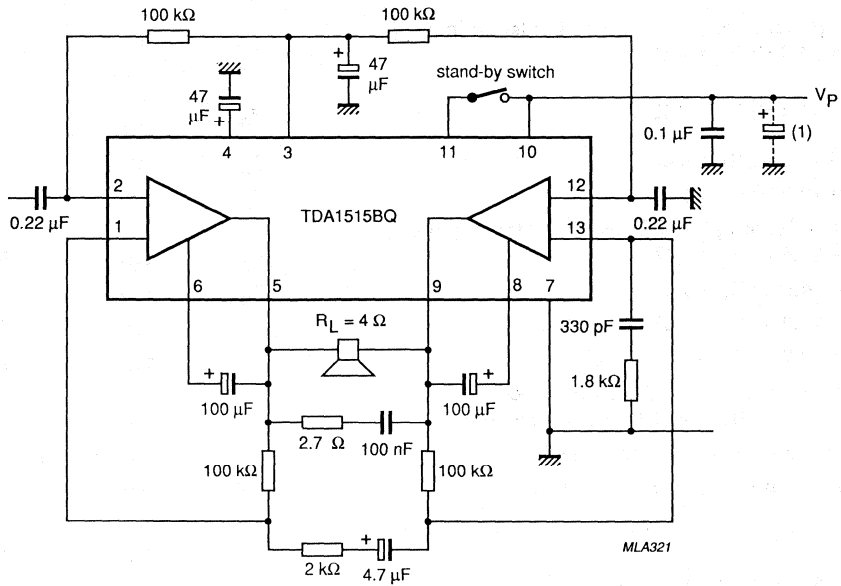 100 kΩ
100 kΩ
+
47
µF
stand-by switch
47
µF
+
VP
0.1 µF
+
(1)
4
3
11
10
2
12
0.22 µF
TDA1515BQ
0.22 µF
1
13
6
5
9
8
7
RL = 4 Ω
330 pF
+
100 µF
+
100 µF
1.8 kΩ
2.7 Ω
100 nF
100 kΩ
100 kΩ
+
2 kΩ
4.7 µF
MLA321